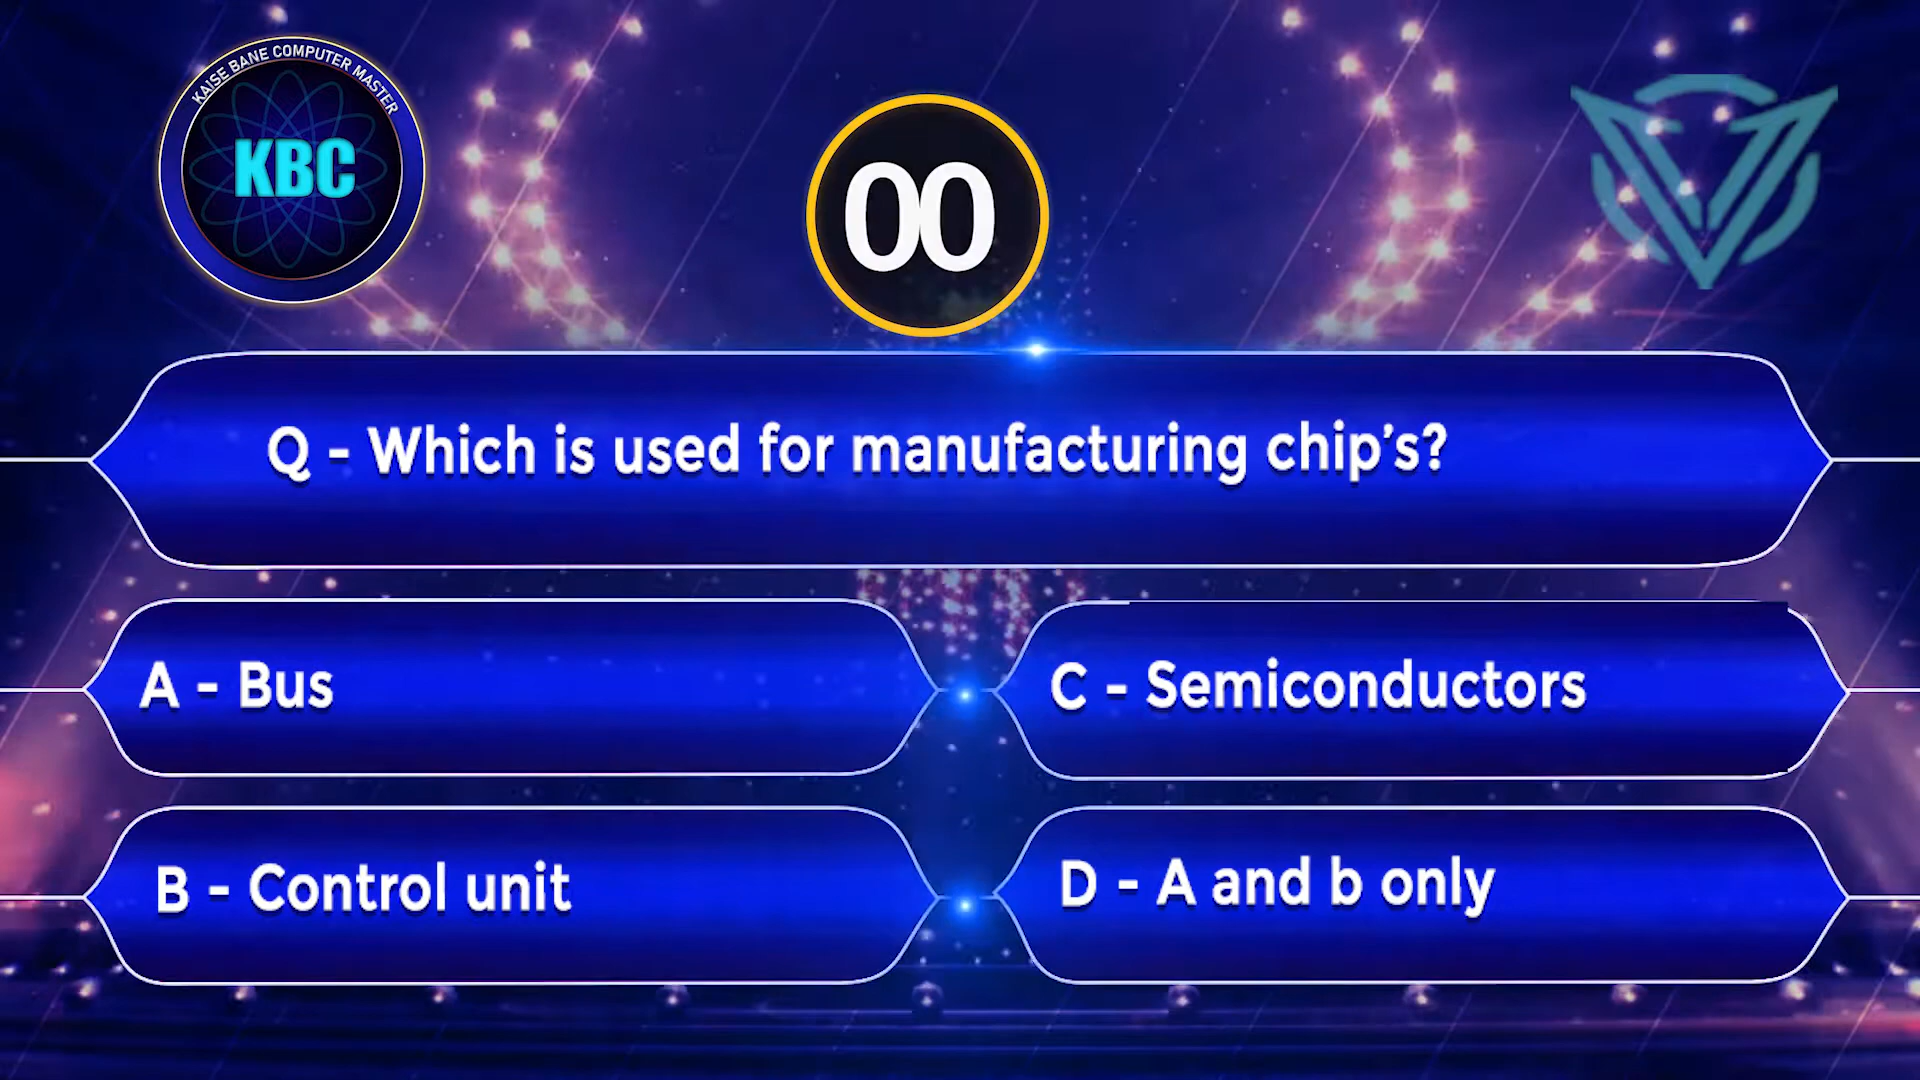 KAISE BANE COMPUTER MASTER
KBC
00
Q - Which is used for manufacturing chip's?
A - Bus
C - Semiconductors
B - Control unit
D - A and b only